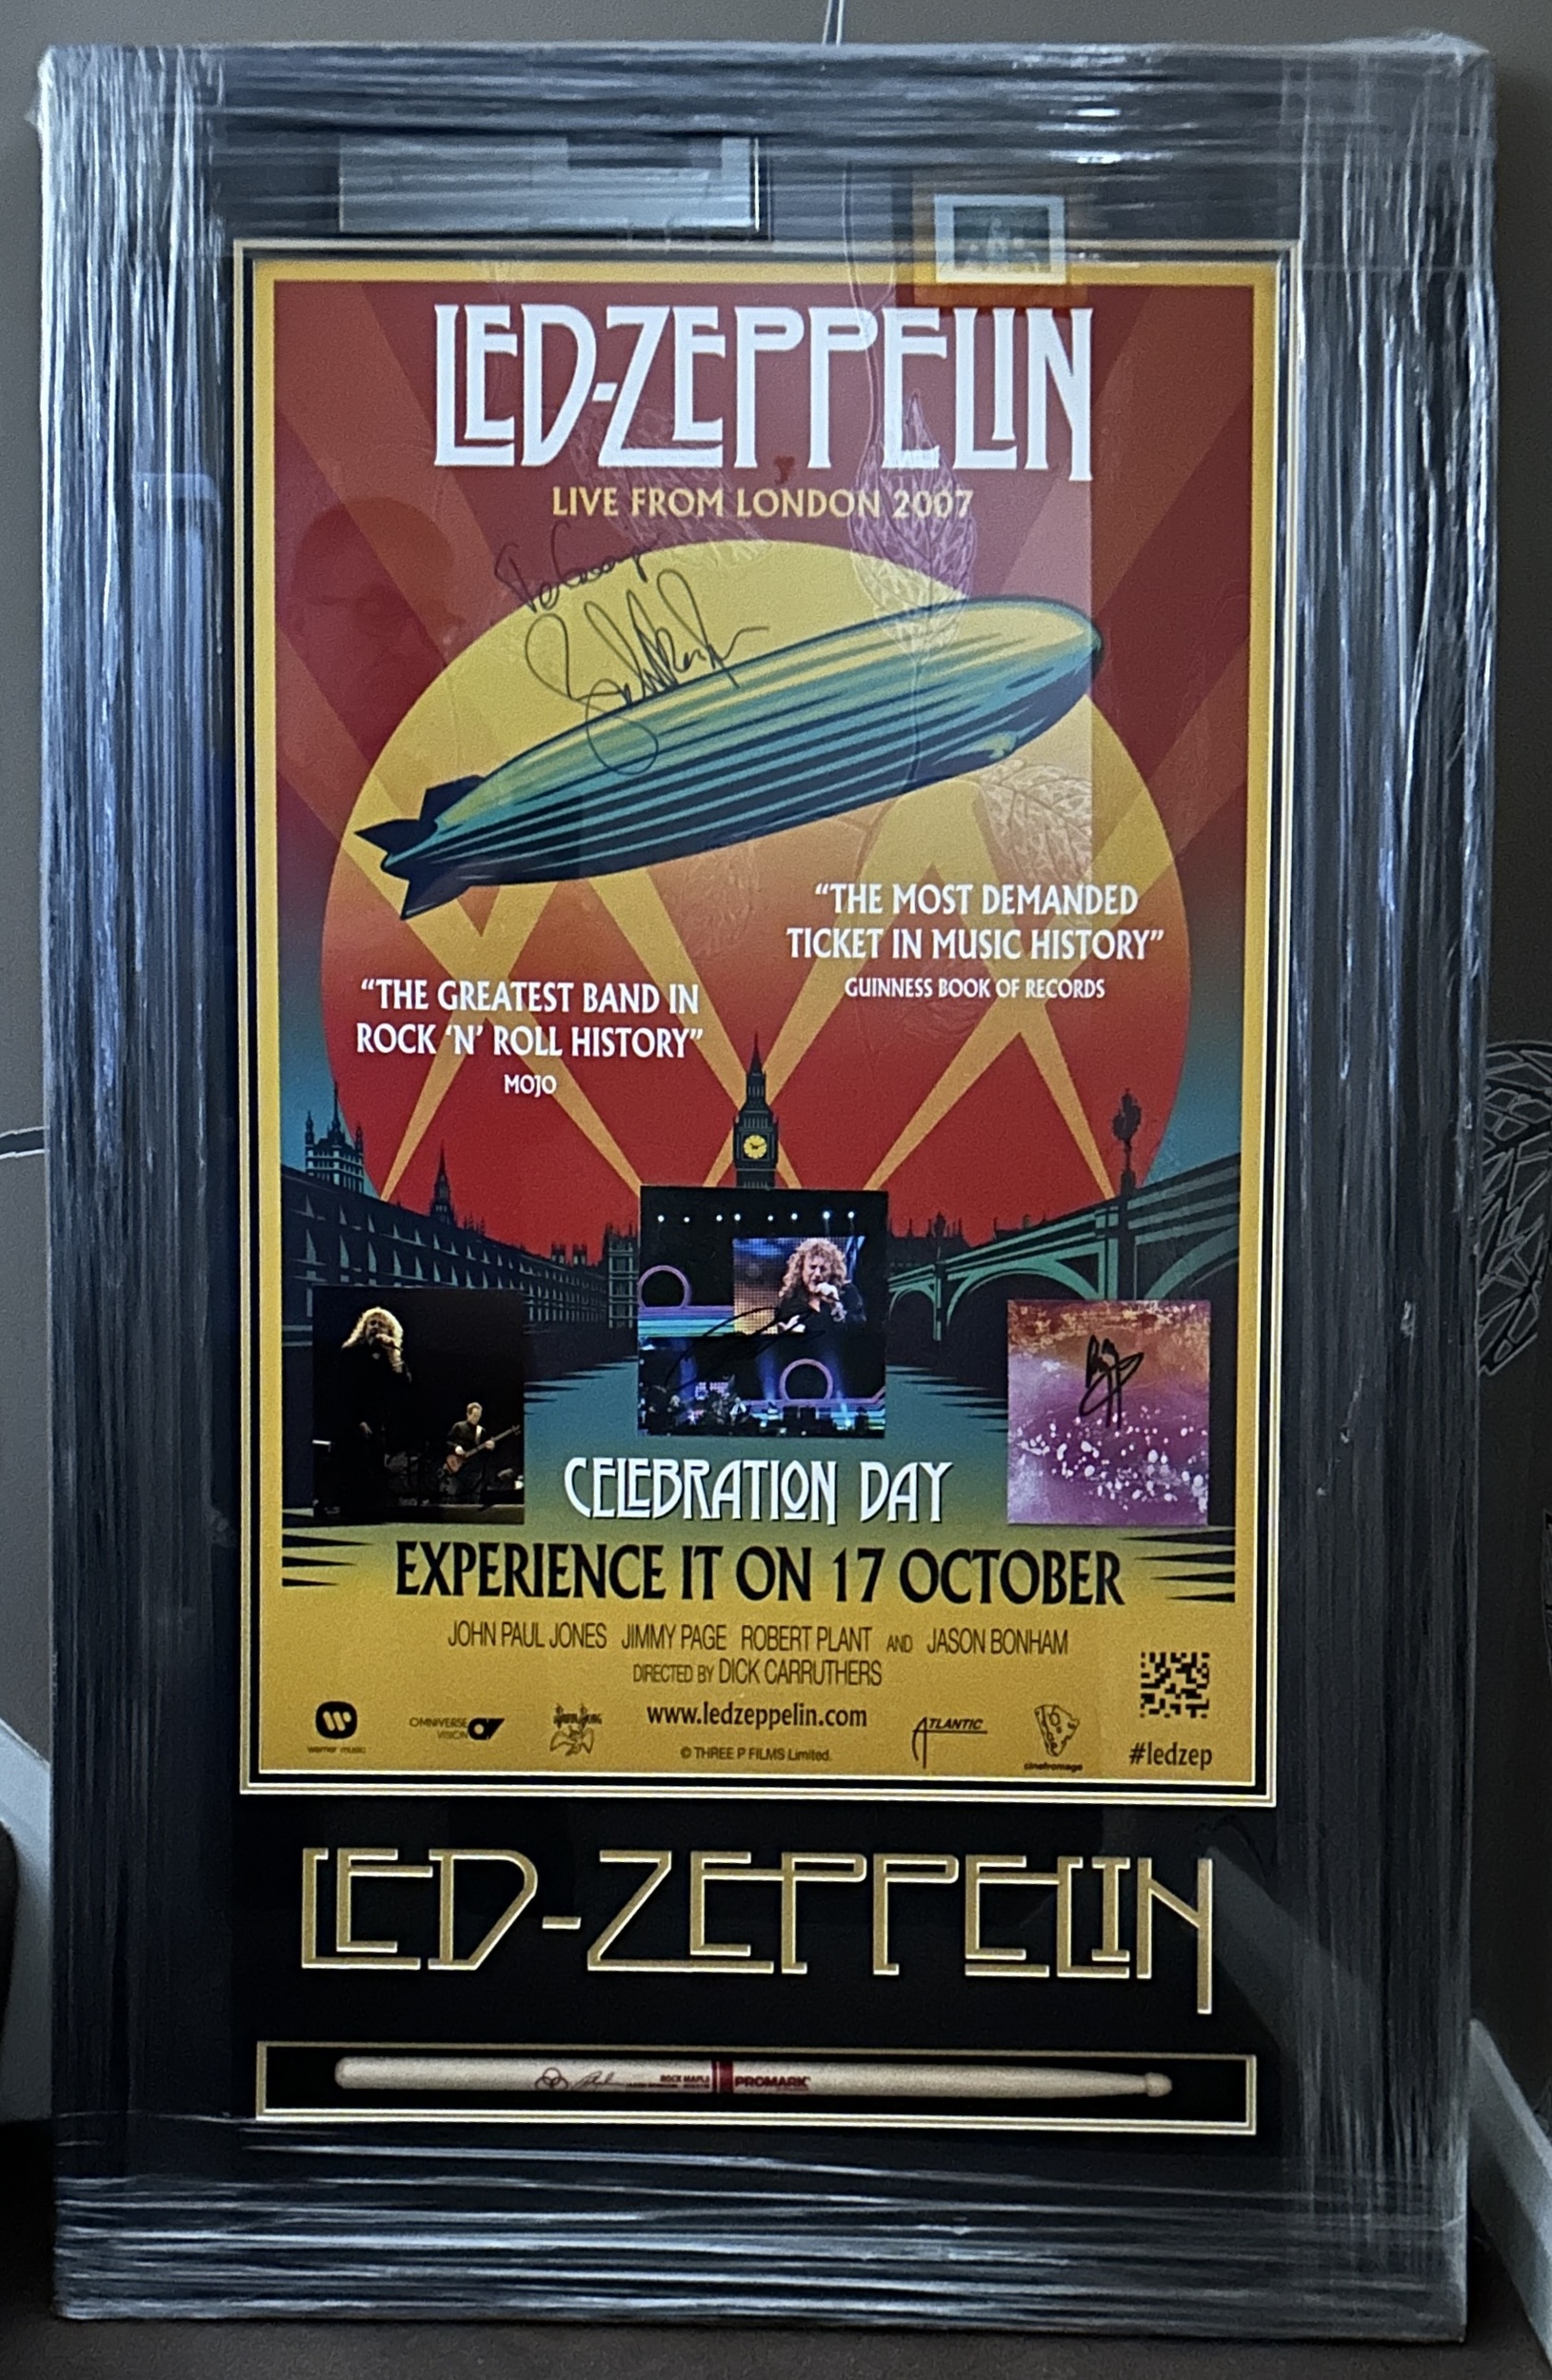 LED-ZEPPELIN
LIVE FROM LONDON 2007
"THE MOST DEMANDED
TICKET IN MUSIC HISTORY"
GUINNESS BOOK OF RECORDS
"THE GREATEST BAND IN
ROCK 'N' ROLL HISTORY"
MOJO
CELEBRATION DAY
EXPERIENCE IT ON 17 OCTOBER
JOHN PAUL JONES JIMMY PAGE ROBERT PLANT AND JASON BONHAM
DIRECTED BY DICK CARRUTHERS
warner music
OMNIVERSE
VISION
www.ledzeppelin.com
ATLANTIC
cinefromage
© THREE P FILMS Limited.
#ledzep
LED-ZEPPELIN
ROCK MAPLE
PROMARK